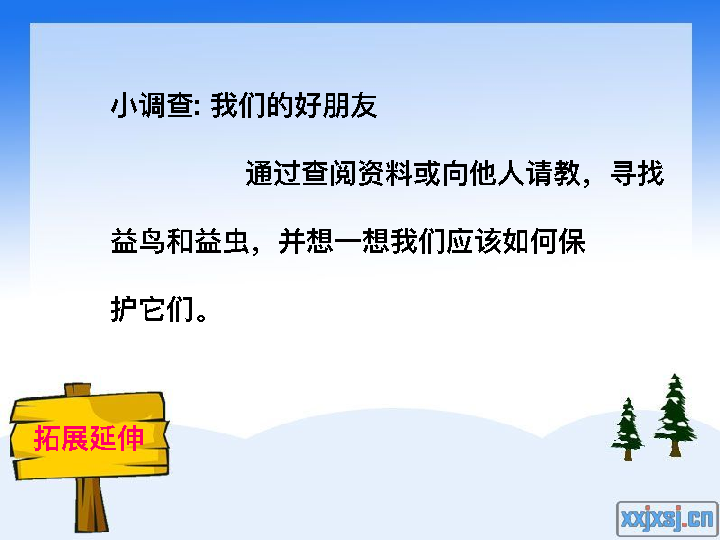 小调查: 我们的好朋友
通过查阅资料或向他人请教，寻找
益鸟和益虫，并想一想我们应该如何保
护它们。
拓展延伸
xxjxsj.cn